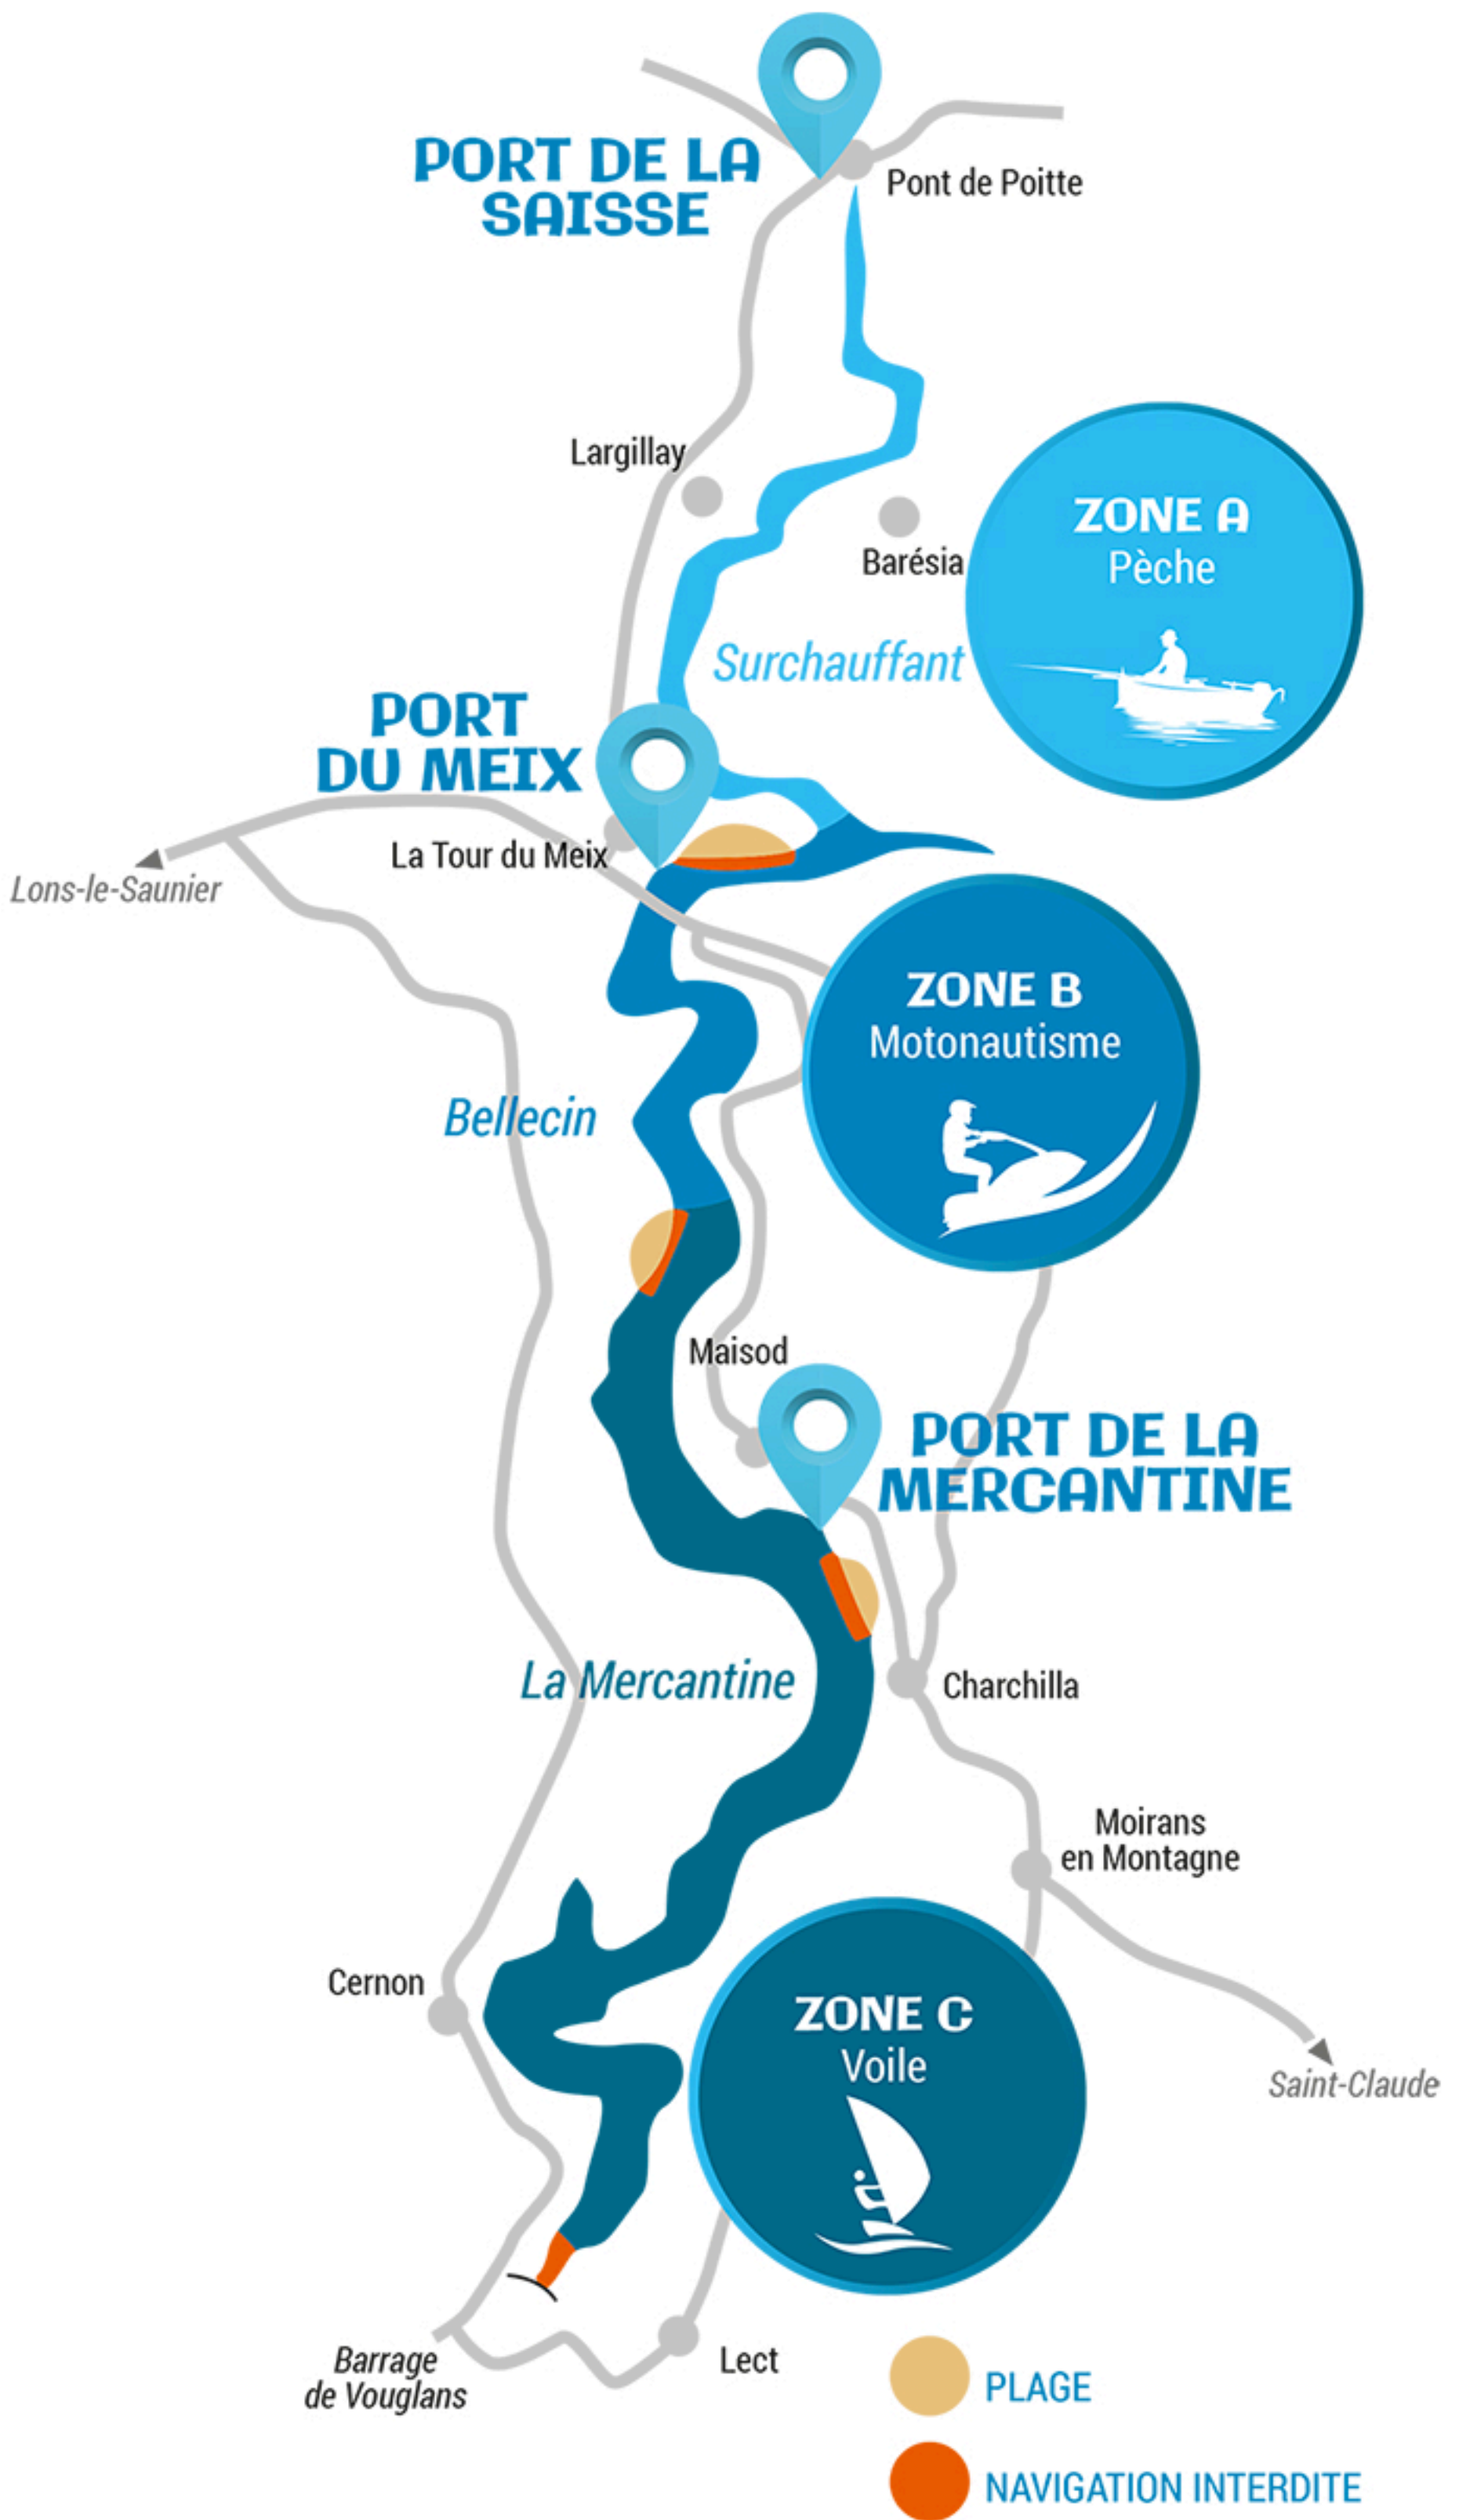 PORT DE LA
SAISSE
Pont de Poitte
Largillay
Barésia
ZONE A
Pèche
Surchauffant
PORT
DU MEIX
La Tour du Meix
Lons-le-Saunier
ZONE B
Motonautisme
Bellecin
Maisod
PORT DE LA
MERCANTINE
La Mercantine
Charchilla
Moirans
en Montagne
Cernon
ZONE C
Voile
Saint-Claude
Barrage
de Vouglans
Lect
PLAGE
NAVIGATION INTERDITE